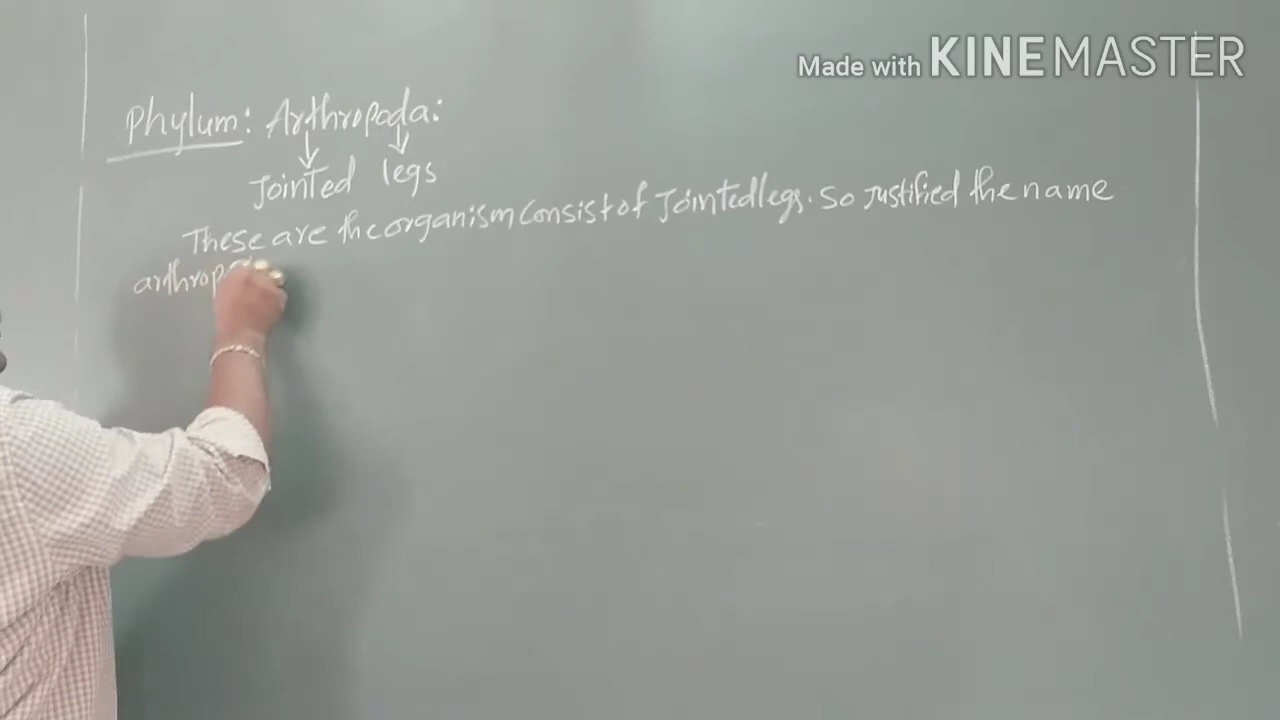 Made with KINEMASTER
Phylum: Arthropoda:
Jointed legs
These are the organism consist of Jointed legs. So Justified the name